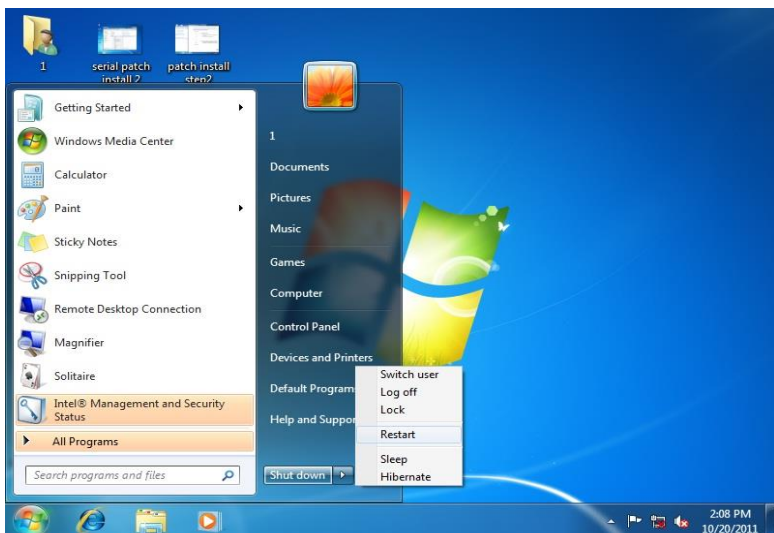 1
serial patch
install 2
patch install
step2
Getting Started
Windows Media Center
Calculator
Paint
Sticky Notes
Snipping Tool
Remote Desktop Connection
Magnifier
Solitaire
Intel® Management and Security
Status
All Programs
Search programs and files
1
Documents
Pictures
Music
Games
Computer
Control Panel
Devices and Printers
Default Program
Help and Suppor
Shut down
Switch user
Log off
Lock
Restart
Sleep
Hibernate
2:08 PM
10/20/2011